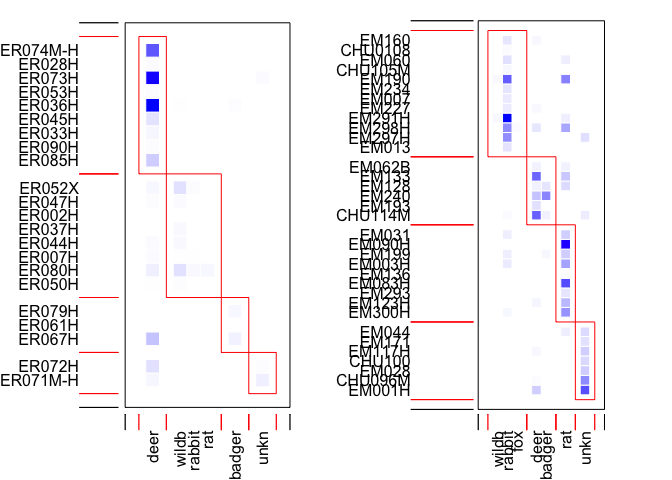 ER074M-H
ER028H
ER073H
ER053H
ER036H
ER045H
ER033H
ER090H
ER085H
ER052X
ER047H
ER002H
ER037H
ER044H
ER007H
ER080H
ER050H
ER079H
ER061H
ER067H
ER072H
ER071M-H
deer
wildb
rabbit
rat
badger
unkn
EM160
CHU0108
EM060
CHU105M
EM190
EM234
EM007
EM227
EM291H
EM298H
EM297H
EM013
EM062B
EM133
EM128
EM240
EM193
CHU114M
EM031
EM090H
EM199
EM003H
EM136
EM083H
EM293
EM123H
EM300H
EM044
EM171
EM117H
CHU100
EM028
CHU096M
EM001H
wildb
rabbit
fox
deer
badger
rat
unkn